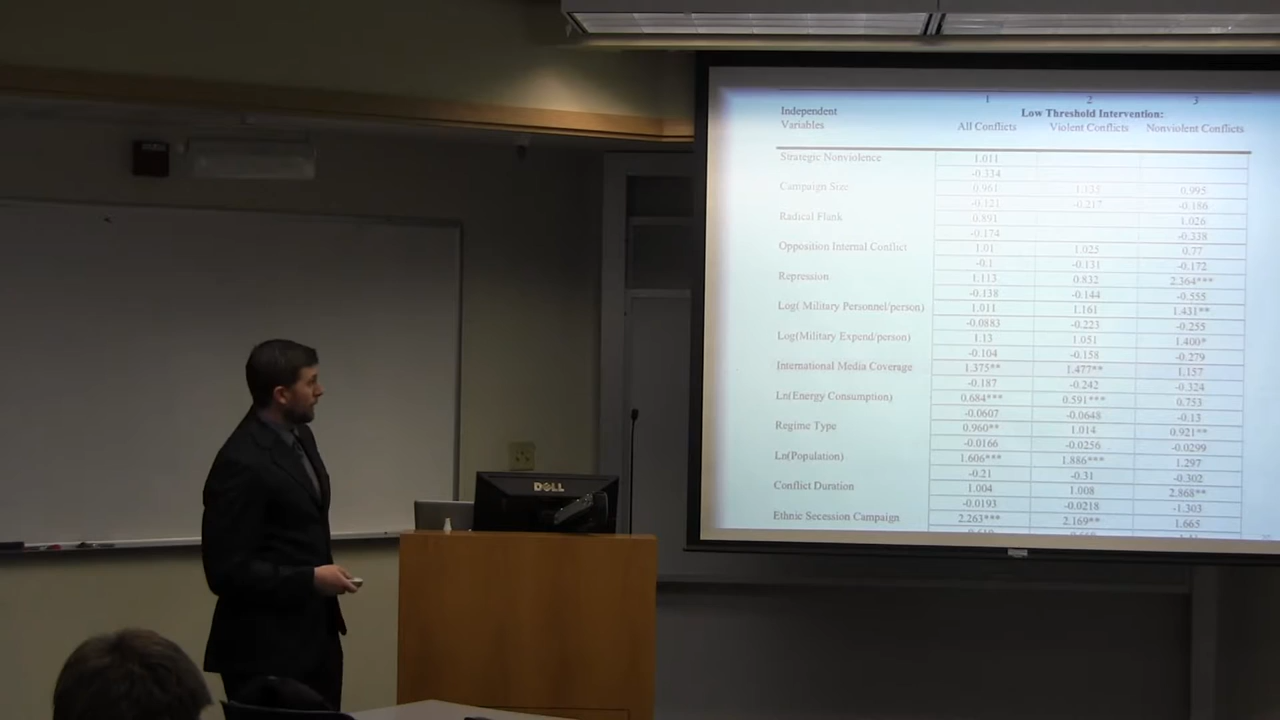 1 2 3
Independent Low Threshold Intervention:
Variables All Conflicts Violent Conflicts Nonviolent Conflicts
Strategic Nonviolence 1.011
-0.334
Campaign Size 0.961 1.135 0.995
-0.121 -0.217 -0.186
Radical Flank 0.891 1.026
-0.174 -0.338
Opposition Internal Conflict 1.01 1.025 0.77
-0.1 -0.131 -0.172
Repression 1.113 0.832 2.364***
-0.138 -0.144 -0.555
Log( Military Personnel/person) 1.011 1.161 1.431**
-0.0883 -0.223 -0.255
Log(Military Expend/person) 1.13 1.051 1.400*
-0.104 -0.158 -0.279
International Media Coverage 1.375** 1.477** 1.157
-0.187 -0.242 -0.324
Ln(Energy Consumption) 0.684*** 0.591*** 0.753
-0.0607 -0.0648 -0.13
Regime Type 0.960** 1.014 0.921**
-0.0166 -0.0256 -0.0299
Ln(Population) 1.606*** 1.886*** 1.297
-0.21 -0.31 -0.302
Conflict Duration 1.004 1.008 2.868**
-0.0193 -0.0218 -1.303
Ethnic Secession Campaign 2.263*** 2.169** 1.665
DELL